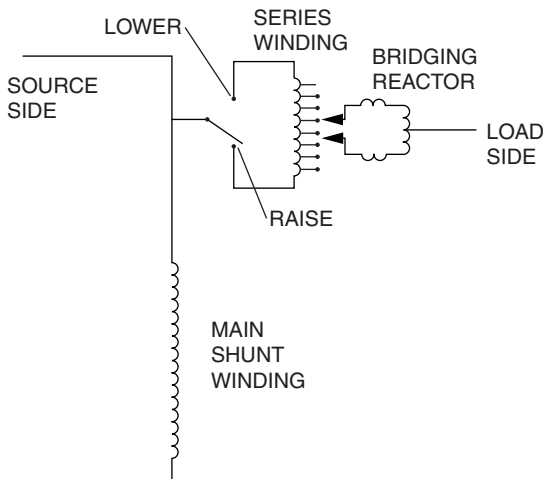 LOWER
SERIES
WINDING
BRIDGING
REACTOR
SOURCE
SIDE
LOAD
SIDE
RAISE
MAIN
SHUNT
WINDING